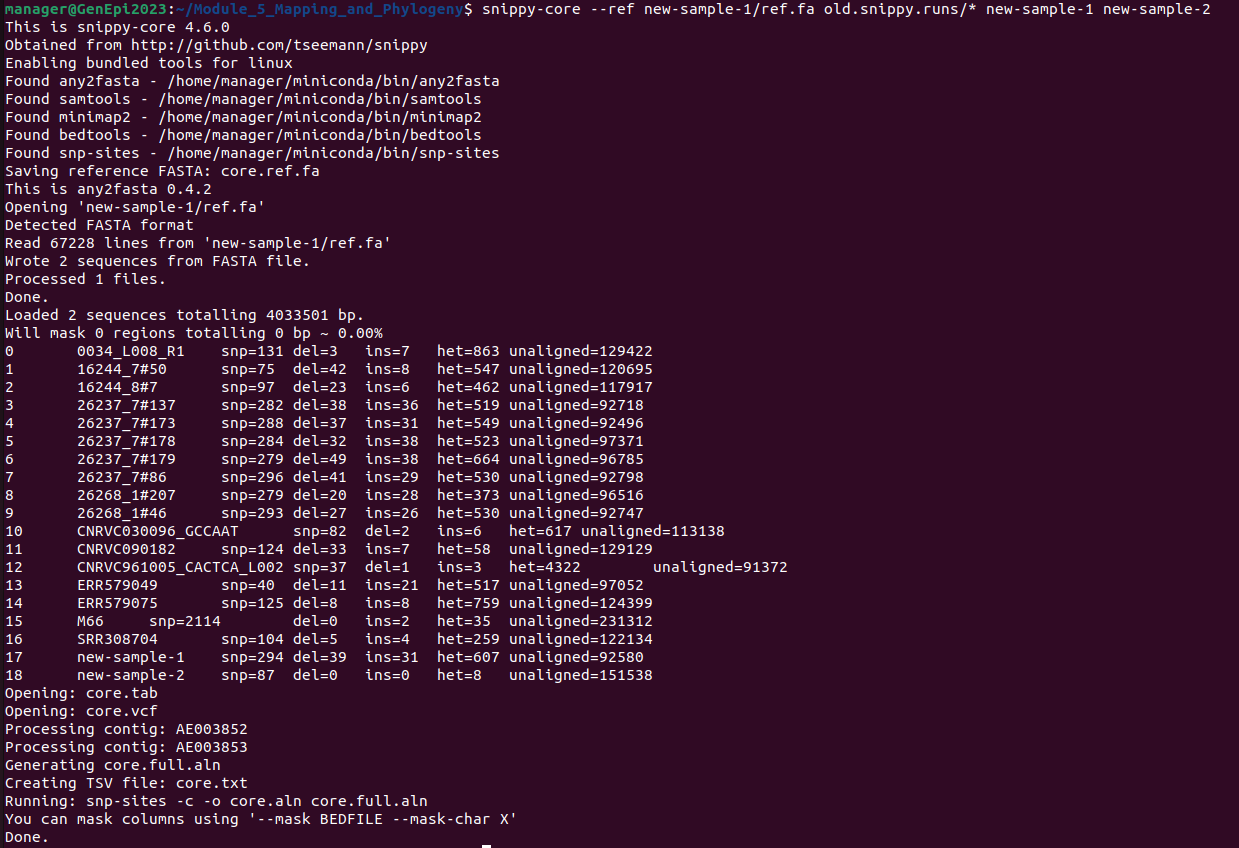 manager@GenEpi2023:~/Module_5_Mapping_and_Phylogeny$ snippy-core --ref new-sample-1/ref.fa old.snippy.runs/* new-sample-1 new-sample-2
This is snippy-core 4.6.0
Obtained from http://github.com/tseemann/snippy
Enabling bundled tools for linux
Found any2fasta - /home/manager/miniconda/bin/any2fasta
Found samtools - /home/manager/miniconda/bin/samtools
Found minimap2 - /home/manager/miniconda/bin/minimap2
Found bedtools - /home/manager/miniconda/bin/bedtools
Found snp-sites - /home/manager/miniconda/bin/snp-sites
Saving reference FASTA: core.ref.fa
This is any2fasta 0.4.2
Opening 'new-sample-1/ref.fa'
Detected FASTA format
Read 67228 lines from 'new-sample-1/ref.fa'
Wrote 2 sequences from FASTA file.
Processed 1 files.
Done.
Loaded 2 sequences totalling 4033501 bp.
Will mask 0 regions totalling 0 bp ~ 0.00%
0 0034_L008_R1 snp=131 del=3 ins=7 het=863 unaligned=129422
1 16244_7#50 snp=75 del=42 ins=8 het=547 unaligned=120695
2 16244_8#7 snp=97 del=23 ins=6 het=462 unaligned=117917
3 26237_7#137 snp=282 del=38 ins=36 het=519 unaligned=92718
4 26237_7#173 snp=288 del=37 ins=31 het=549 unaligned=92496
5 26237_7#178 snp=284 del=32 ins=38 het=523 unaligned=97371
6 26237_7#179 snp=279 del=49 ins=38 het=664 unaligned=96785
7 26237_7#86 snp=296 del=41 ins=29 het=530 unaligned=92798
8 26268_1#207 snp=279 del=20 ins=28 het=373 unaligned=96516
9 26268_1#46 snp=293 del=27 ins=26 het=530 unaligned=92747
10 CNRVC030096_GCCAAT snp=82 del=2 ins=6 het=617 unaligned=113138
11 CNRVC090182 snp=124 del=33 ins=7 het=58 unaligned=129129
12 CNRVC961005_CACTCA_L002 snp=37 del=1 ins=3 het=4322 unaligned=91372
13 ERR579049 snp=40 del=11 ins=21 het=517 unaligned=97052
14 ERR579075 snp=125 del=8 ins=8 het=759 unaligned=124399
15 M66 snp=2114 del=0 ins=2 het=35 unaligned=231312
16 SRR308704 snp=104 del=5 ins=4 het=259 unaligned=122134
17 new-sample-1 snp=294 del=39 ins=31 het=607 unaligned=92580
18 new-sample-2 snp=87 del=0 ins=0 het=8 unaligned=151538
Opening: core.tab
Opening: core.vcf
Processing contig: AE003852
Processing contig: AE003853
Generating core.full.aln
Creating TSV file: core.txt
Running: snp-sites -c -o core.aln core.full.aln
You can mask columns using '--mask BEDFILE --mask-char X'
Done.